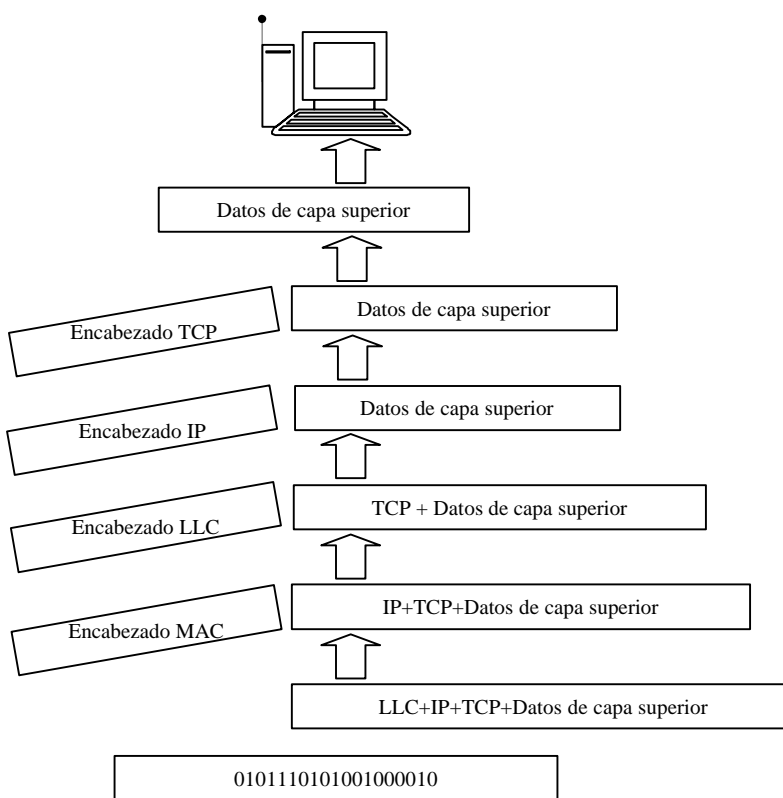 Datos de capa superior
Encabezado TCP
Datos de capa superior
Encabezado IP
Datos de capa superior
Encabezado LLC
TCP + Datos de capa superior
Encabezado MAC
IP+TCP+Datos de capa superior
LLC+IP+TCP+Datos de capa superior
0101110101001000010